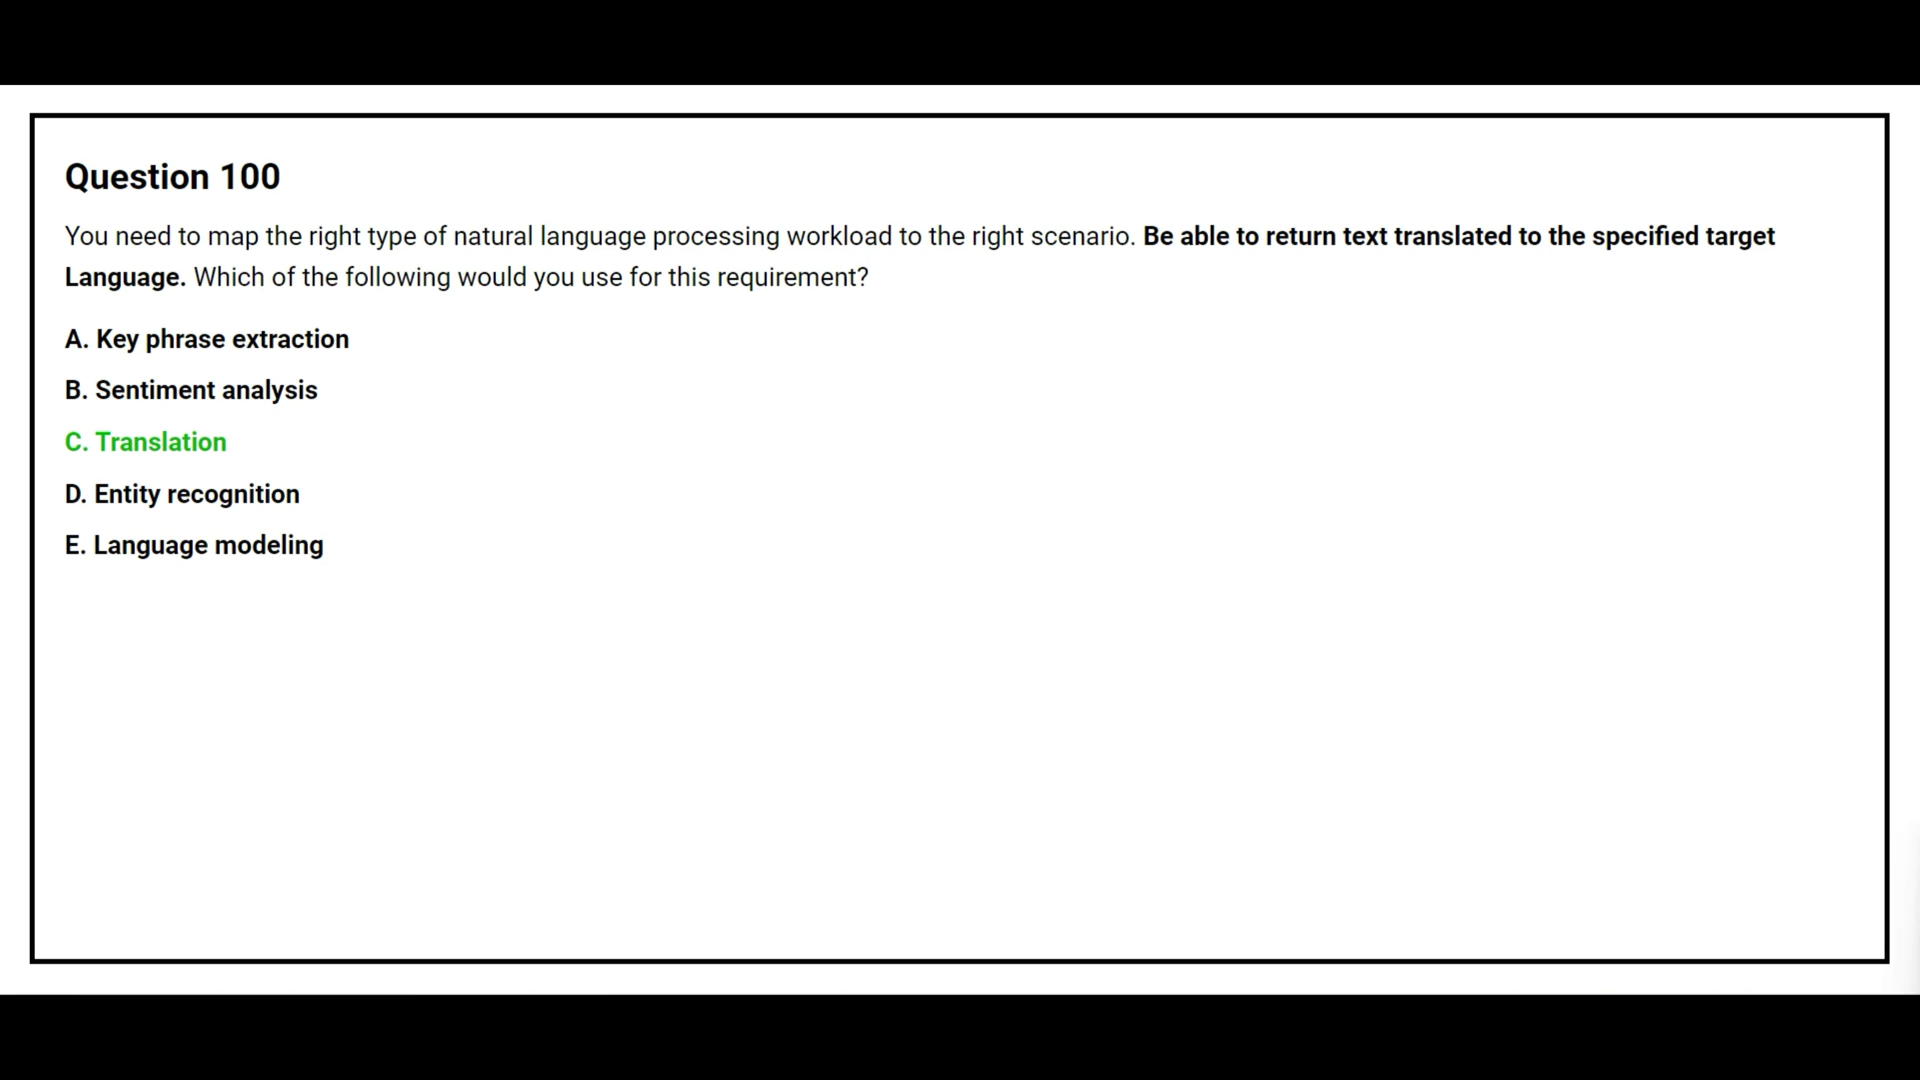 Question 100
You need to map the right type of natural language processing workload to the right scenario. Be able to return text translated to the specified target
Language. Which of the following would you use for this requirement?
A. Key phrase extraction
B. Sentiment analysis
C. Translation
D. Entity recognition
E. Language modeling